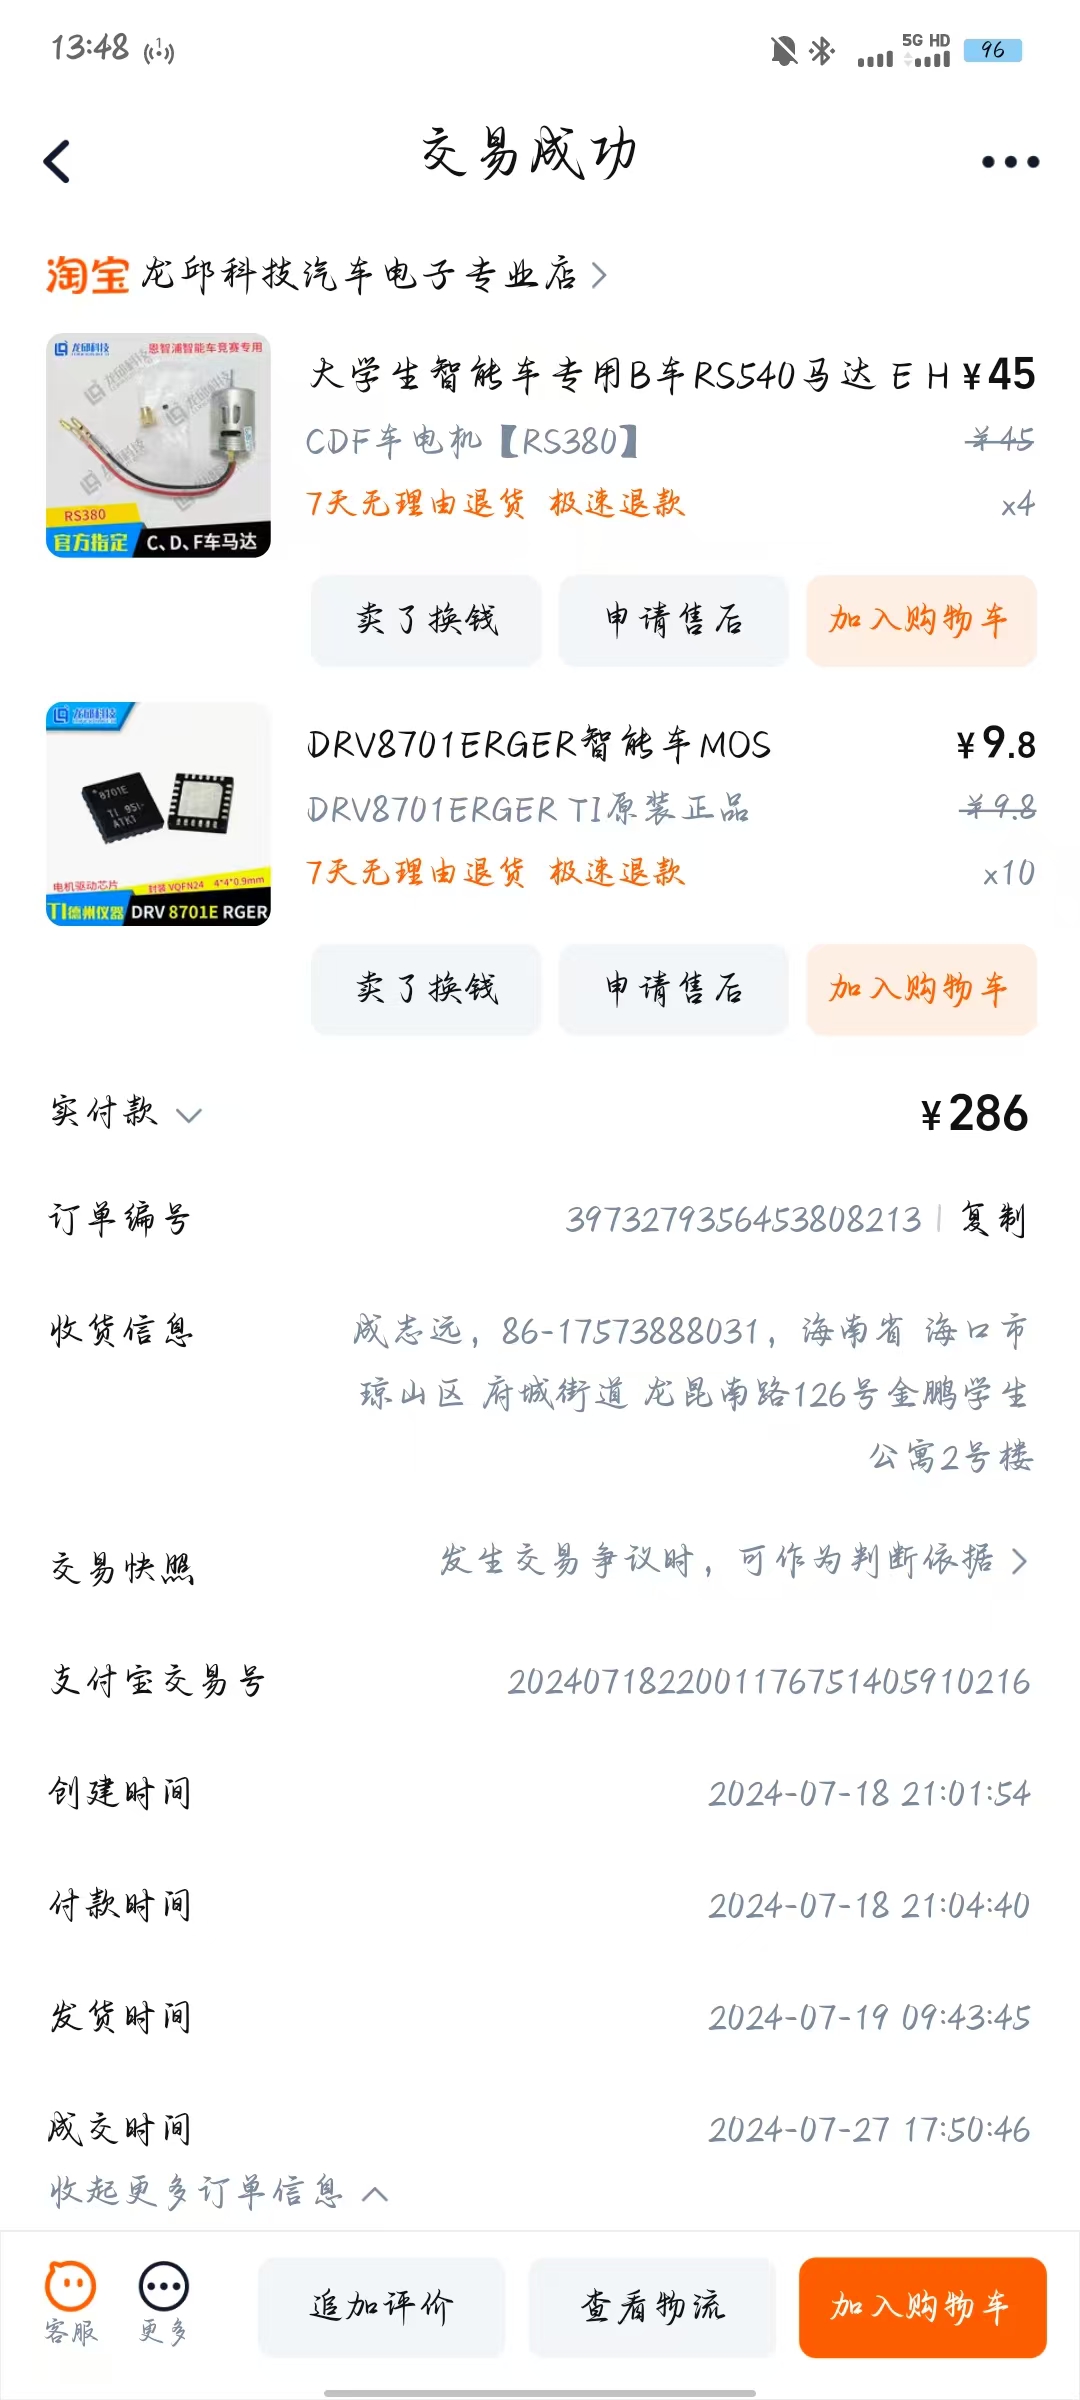 13:48
5G HD
96
交易成功
淘宝 龙邱科技汽车电子专业店
龙邱科技 恩智浦智能车竞赛专用
RS380
官方指定 C、D、F车马达
大学生智能车专用B车RS540马达 E H ¥45
CDF车电机【RS380】 ¥45
7天无理由退货 极速退款 x4
卖了换钱 申请售后 加入购物车
龙邱科技
8701E
TI 95I
ATK1
电机驱动芯片 封装 VQFN24 4*4*0.9mm
TI德州仪器 DRV 8701E RGER
DRV8701ERGER智能车MOS ¥9.8
DRV8701ERGER TI原装正品 ¥9.8
7天无理由退货 极速退款 x10
卖了换钱 申请售后 加入购物车
实付款 ¥286
订单编号 3973279356453808213 复制
收货信息 成志远，86-17573888031，海南省 海口市
琼山区 府城街道 龙昆南路126号金鹏学生
公寓2号楼
交易快照 发生交易争议时，可作为判断依据
支付宝交易号 2024071822001176751405910216
创建时间 2024-07-18 21:01:54
付款时间 2024-07-18 21:04:40
发货时间 2024-07-19 09:43:45
成交时间 2024-07-27 17:50:46
收起更多订单信息
客服 更多 追加评价 查看物流 加入购物车